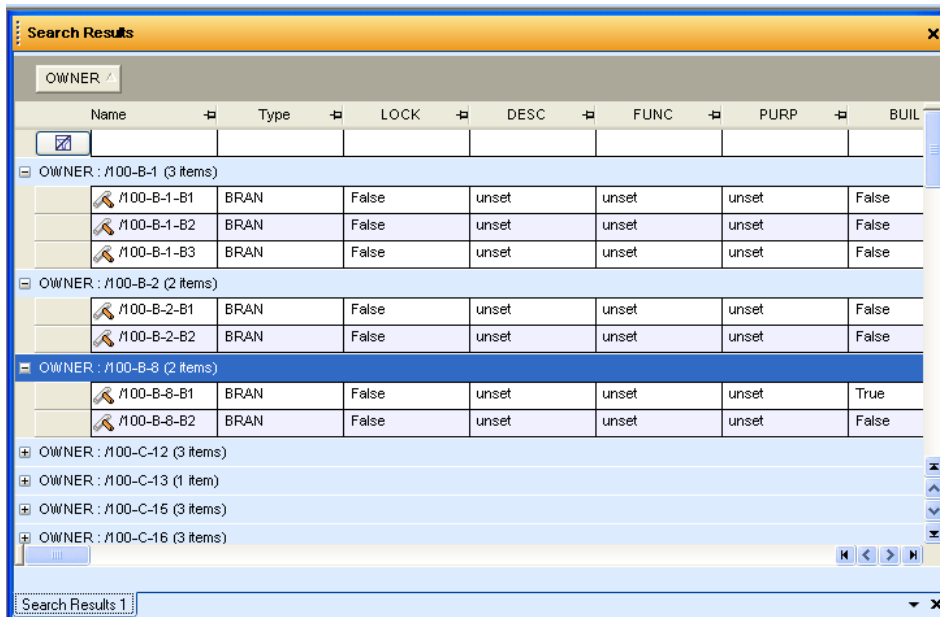 Search Results
OWNER
Name Type LOCK DESC FUNC PURP BUIL
OWNER : /100-B-1 (3 items)
/100-B-1-B1 BRAN False unset unset unset False
/100-B-1-B2 BRAN False unset unset unset False
/100-B-1-B3 BRAN False unset unset unset False
OWNER : /100-B-2 (2 items)
/100-B-2-B1 BRAN False unset unset unset False
/100-B-2-B2 BRAN False unset unset unset False
OWNER : /100-B-8 (2 items)
/100-B-8-B1 BRAN False unset unset unset True
/100-B-8-B2 BRAN False unset unset unset False
OWNER : /100-C-12 (3 items)
OWNER : /100-C-13 (1 item)
OWNER : /100-C-15 (3 items)
OWNER : /100-C-16 (3 items)
Search Results 1